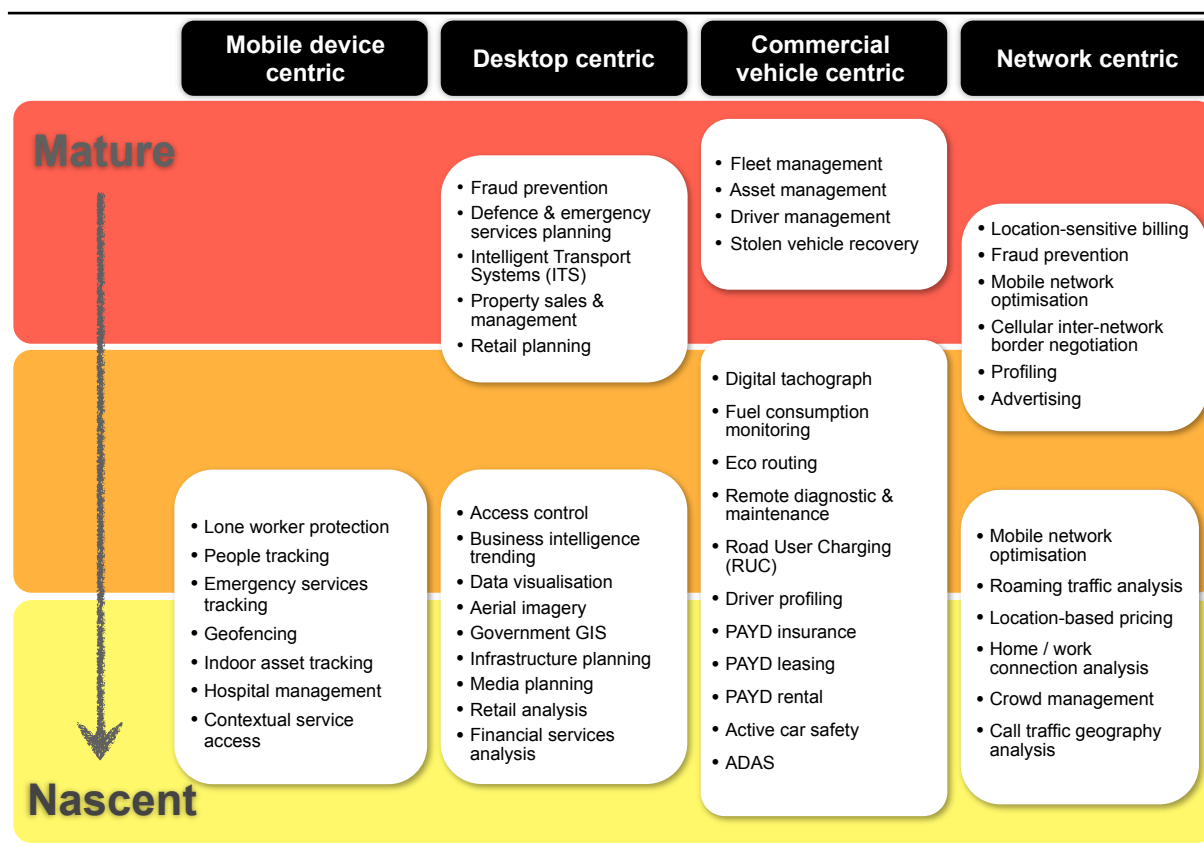 Mobile device
centric
Desktop centric
Commercial
vehicle centric
Network centric
Mature
• Fraud prevention
• Defence & emergency
services planning
• Intelligent Transport
Systems (ITS)
• Property sales &
management
• Retail planning
• Fleet management
• Asset management
• Driver management
• Stolen vehicle recovery
• Location-sensitive billing
• Fraud prevention
• Mobile network
optimisation
• Cellular inter-network
border negotiation
• Profiling
• Advertising
• Lone worker protection
• People tracking
• Emergency services
tracking
• Geofencing
• Indoor asset tracking
• Hospital management
• Contextual service
access
• Access control
• Business intelligence
trending
• Data visualisation
• Aerial imagery
• Government GIS
• Infrastructure planning
• Media planning
• Retail analysis
• Financial services
analysis
• Digital tachograph
• Fuel consumption
monitoring
• Eco routing
• Remote diagnostic &
maintenance
• Road User Charging
(RUC)
• Driver profiling
• PAYD insurance
• PAYD leasing
• PAYD rental
• Active car safety
• ADAS
• Mobile network
optimisation
• Roaming traffic analysis
• Location-based pricing
• Home / work
connection analysis
• Crowd management
• Call traffic geography
analysis
Nascent